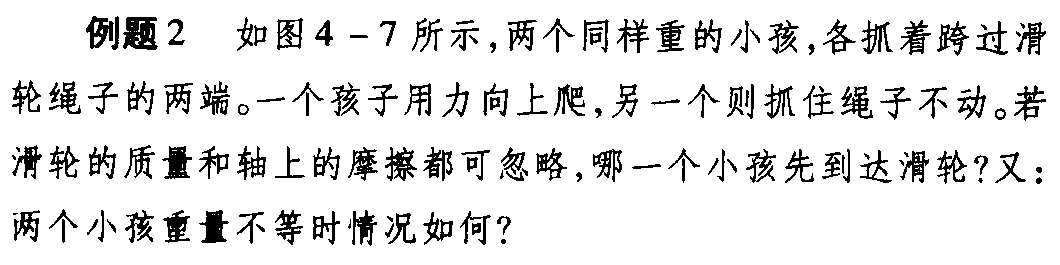 例题2 如图4-7所示,两个同样重的小孩,各抓着跨过滑
轮绳子的两端。一个孩子用力向上爬,另一个则抓住绳子不动。若
滑轮的质量和轴上的摩擦都可忽略,哪一个小孩先到达滑轮?又:
两个小孩重量不等时情况如何?